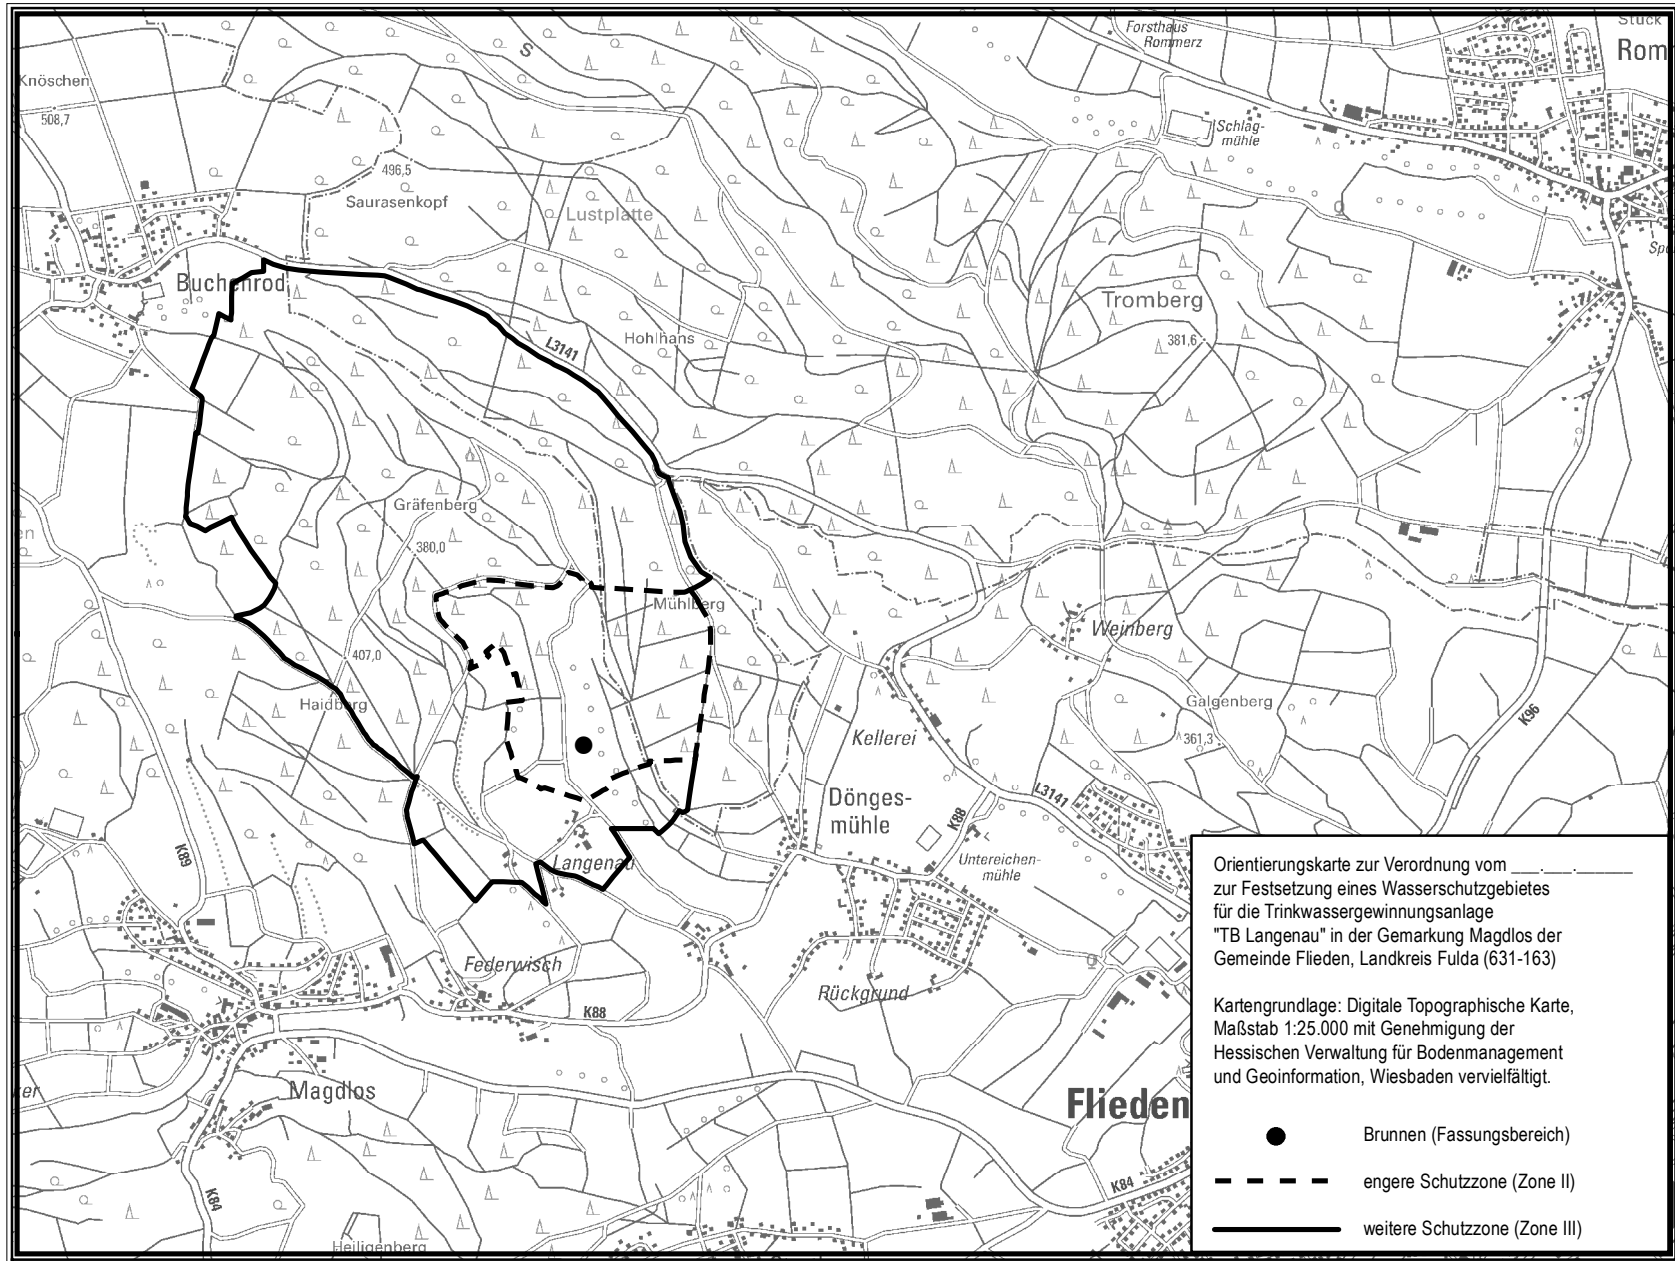 Forsthaus
Rommerz
Stück
Rom
Knöschen
508,7
S
Schlag-
mühle
496,5
Saurasenkopf
Lustplatte
Buchenrod
Tromberg
381,6
L3141
Hohlhans
Gräfenberg
380,0
en
Mühlberg
Weinberg
407,0
Haidberg
Galgenberg
361,3
K96
Kellerei
Dönges-
mühle
L3141
K88
K89
Langenau
Untereichen-
mühle
Federwisch
Rückgrund
K88
Magdlos
ker
Flieden
K84
K84
Heiligenberg
Orientierungskarte zur Verordnung vom ___.___.______
zur Festsetzung eines Wasserschutzgebietes
für die Trinkwassergewinnungsanlage
"TB Langenau" in der Gemarkung Magdlos der
Gemeinde Flieden, Landkreis Fulda (631-163)
Kartengrundlage: Digitale Topographische Karte,
Maßstab 1:25.000 mit Genehmigung der
Hessischen Verwaltung für Bodenmanagement
und Geoinformation, Wiesbaden vervielfältigt.
Brunnen (Fassungsbereich)
engere Schutzzone (Zone II)
weitere Schutzzone (Zone III)